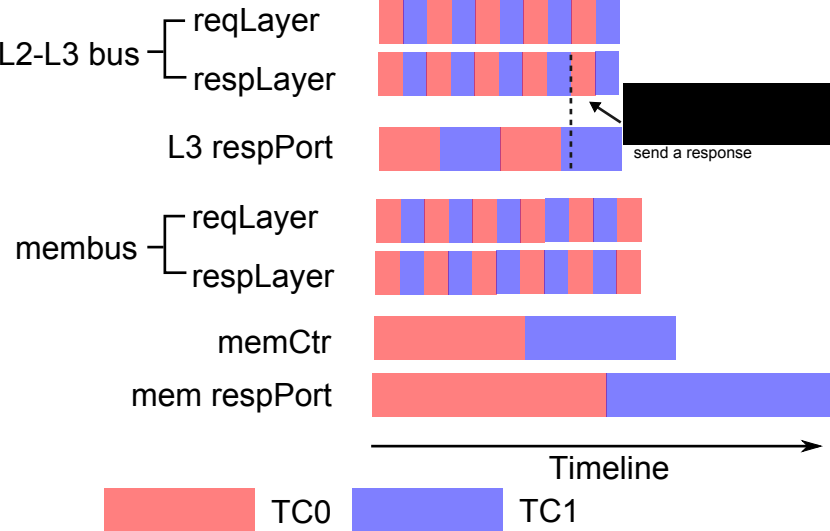 reqLayer
L2-L3 bus
respLayer
L3 respPort
send a response
reqLayer
membus
respLayer
memCtr
mem respPort
Timeline
TC0
TC1